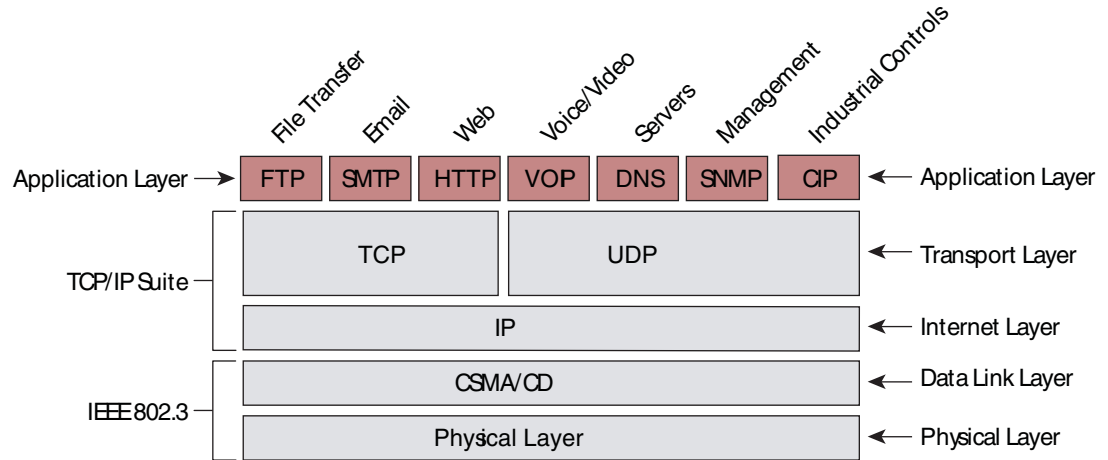 File Transfer
Email
Web
Voice/Video
Servers
Management
Industrial Controls
Application Layer
FTP
SMTP
HTTP
VOIP
DNS
SNMP
CIP
Application Layer
TCP
UDP
Transport Layer
TCP/IP Suite
IP
Internet Layer
CSMA/CD
Data Link Layer
IEEE 802.3
Physical Layer
Physical Layer